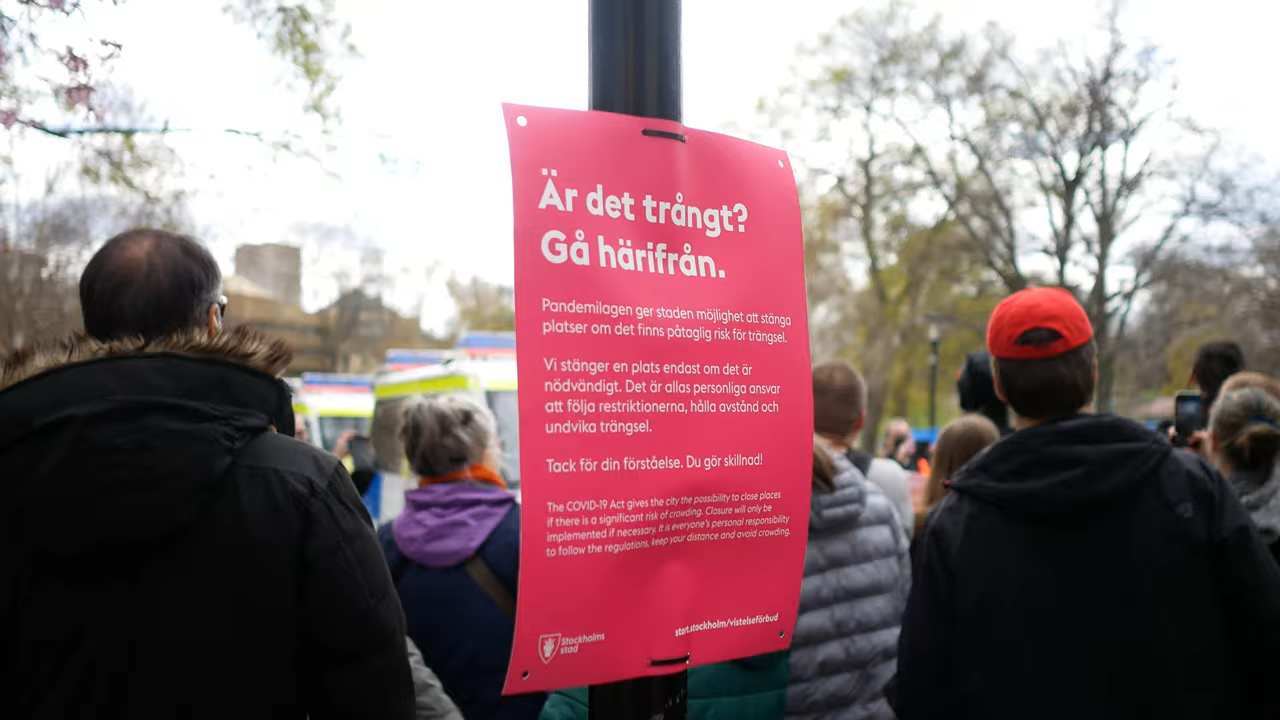 Är det trångt?
Gå härifrån.
Pandemilagen ger staden möjlighet att stänga
platser om det finns påtaglig risk för trängsel.
Vi stänger en plats endast om det är
nödvändigt. Det är allas personliga ansvar
att följa restriktionerna, hålla avstånd och
undvika trängsel.
Tack för din förståelse. Du gör skillnad!
The COVID-19 Act gives the city the possibility to close places
if there is a significant risk of crowding. Closure will only be
implemented if necessary. It is everyone's personal responsibility
to follow the regulations, keep your distance and avoid crowding.
start.stockholm/vistelseförbud
Stockholms
stad